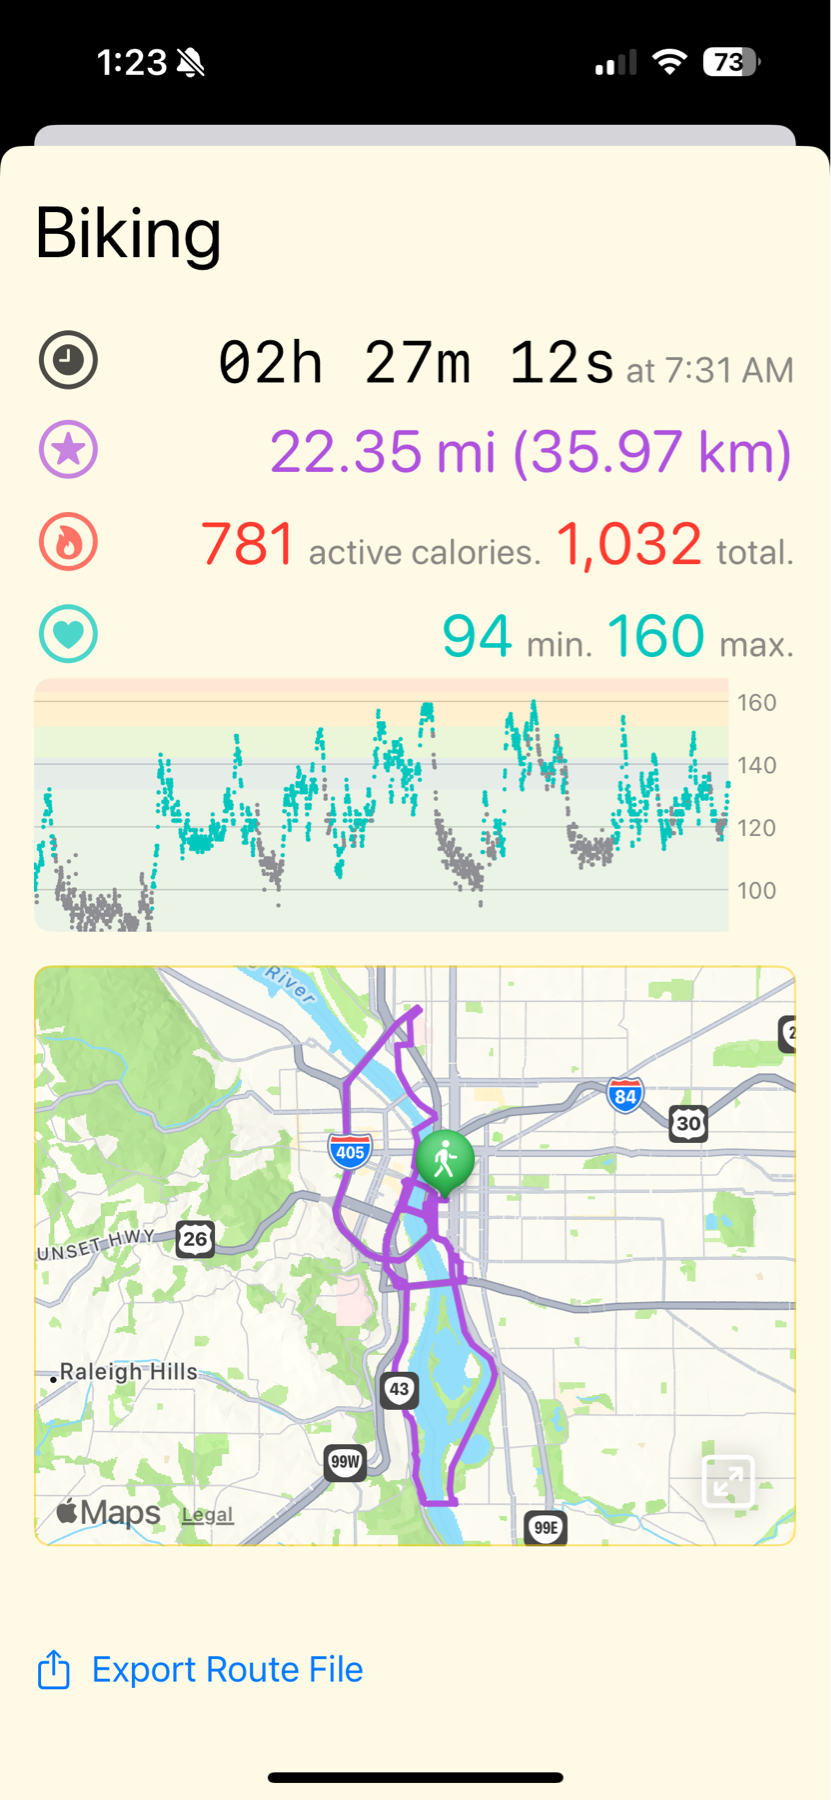 1:23
73
Biking
02h 27m 12s at 7:31 AM
22.35 mi (35.97 km)
781 active calories. 1,032 total.
94 min. 160 max.
160
140
120
100
River
84
30
405
26
UNSET HWY
Raleigh Hills
43
99W
99E
Maps Legal
Export Route File